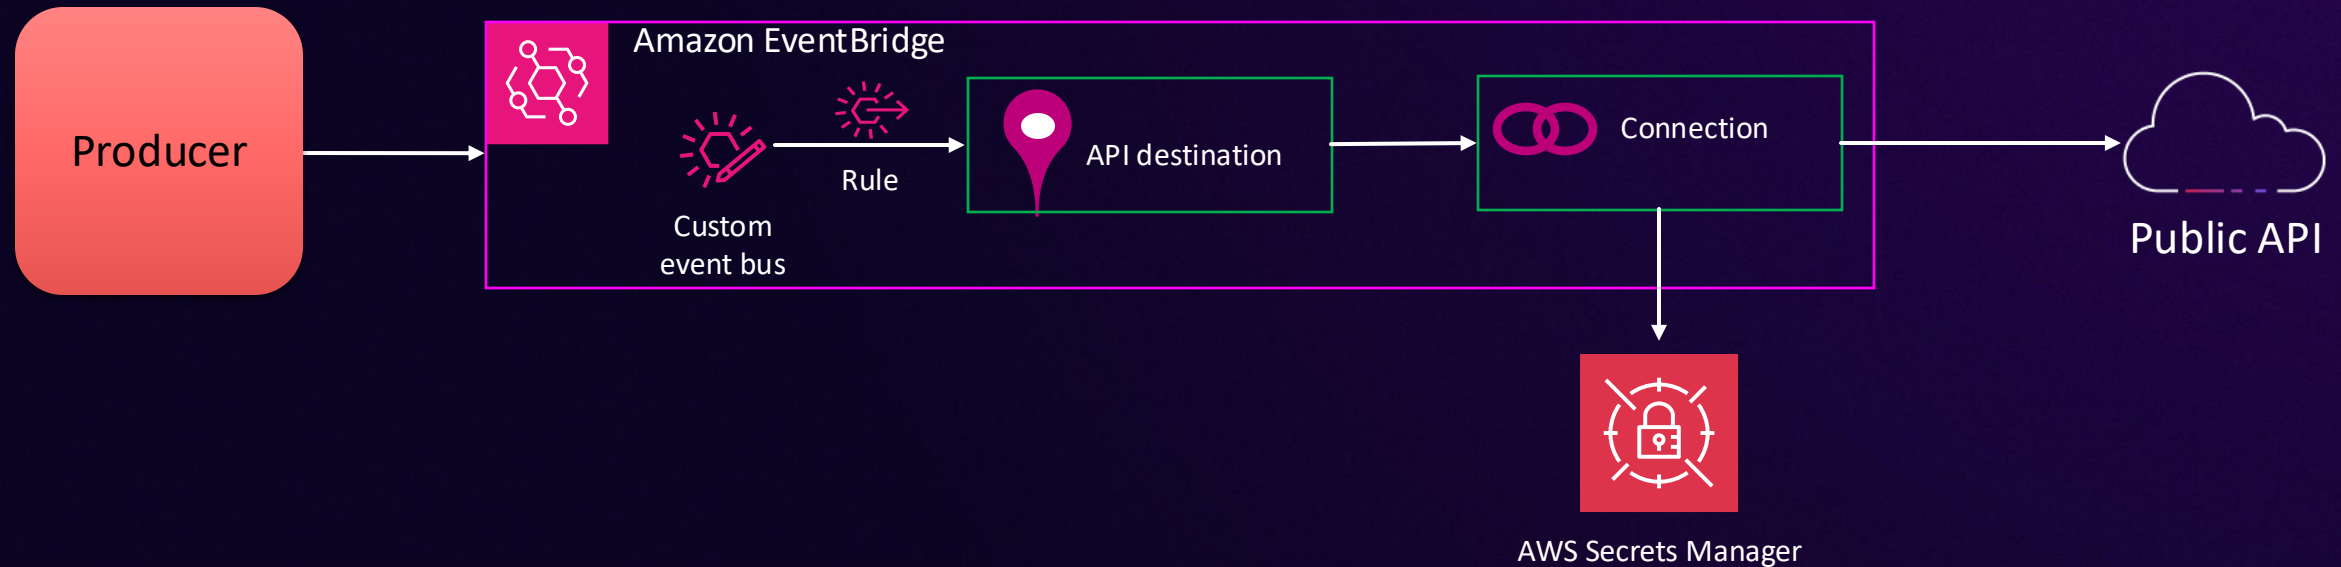 Producer
Amazon EventBridge
Custom
event bus
Rule
API destination
Connection
Public API
AWS Secrets Manager